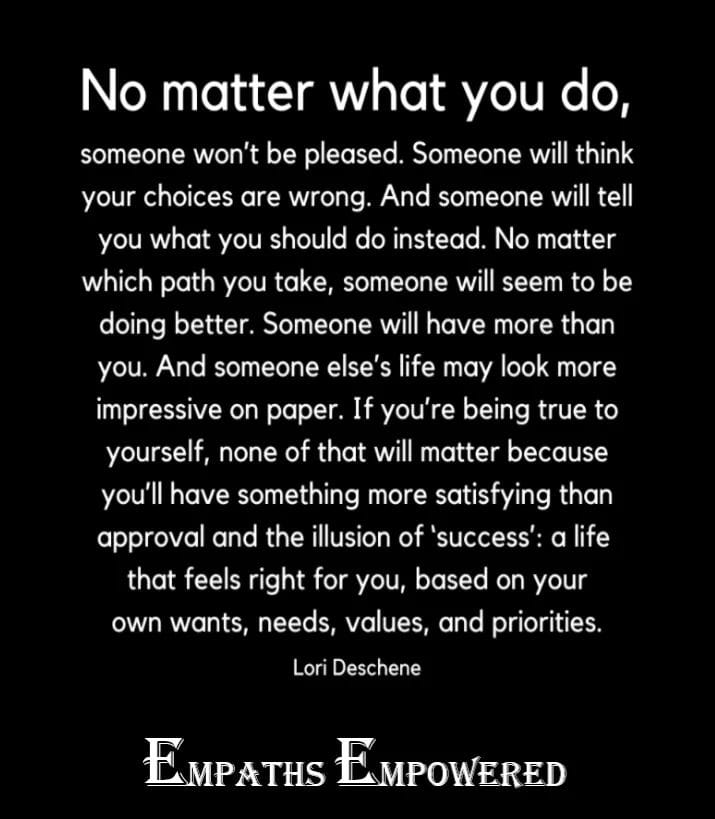 No matter what you do,
someone won't be pleased. Someone will think
your choices are wrong. And someone will tell
you what you should do instead. No matter
which path you take, someone will seem to be
doing better. Someone will have more than
you. And someone else's life may look more
impressive on paper. If you're being true to
yourself, none of that will matter because
you'll have something more satisfying than
approval and the illusion of ‘success’: a life
that feels right for you, based on your
own wants, needs, values, and priorities.
Lori Deschene
EMPATHS EMPOWERED